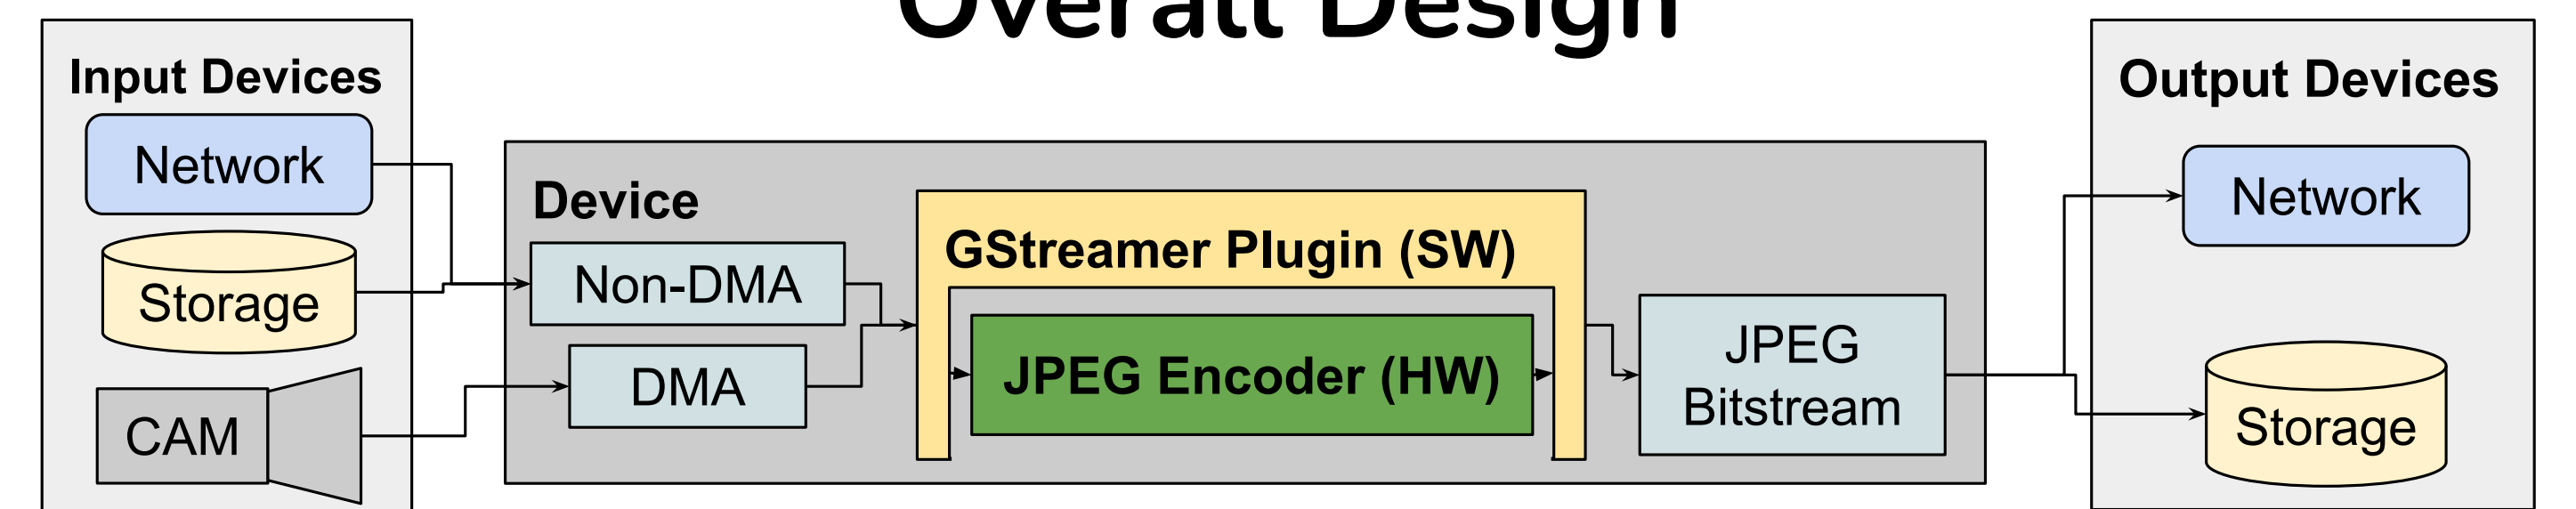 Overall Design
Input Devices
Network
Storage
CAM
Device
Non-DMA
DMA
GStreamer Plugin (SW)
JPEG Encoder (HW)
JPEG
Bitstream
Output Devices
Network
Storage